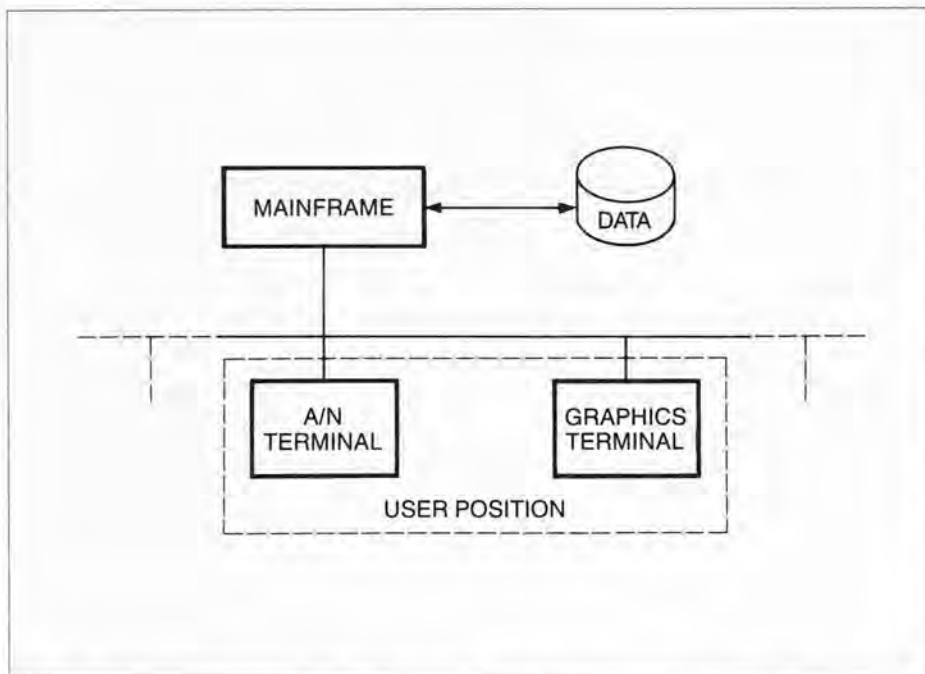 MAINFRAME
DATA
A/N
TERMINAL
GRAPHICS
TERMINAL
USER POSITION